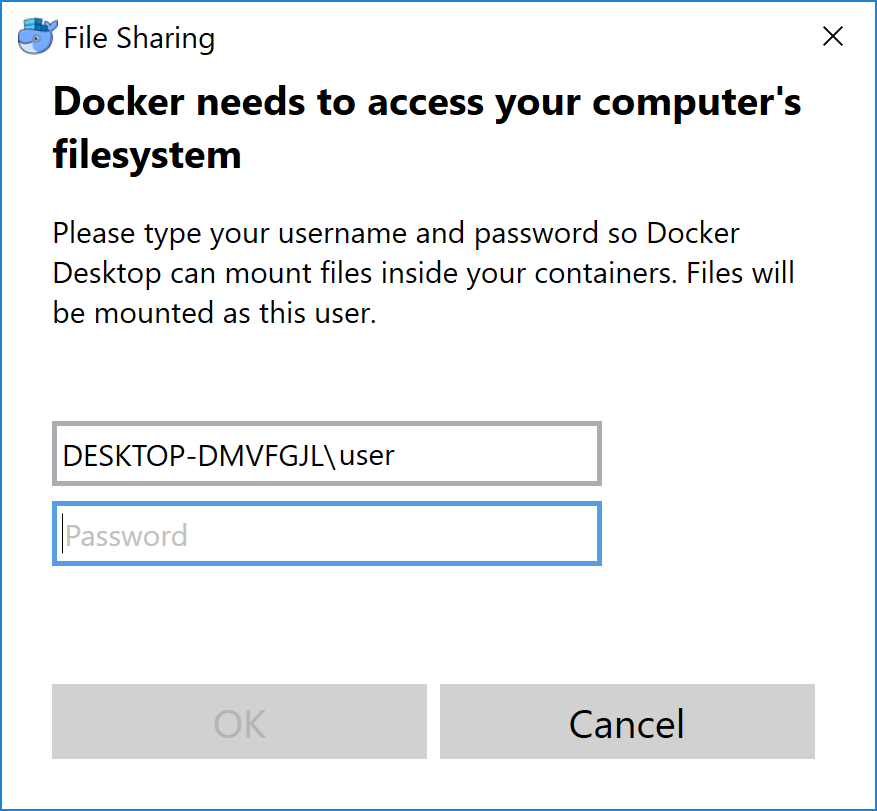 File Sharing
Docker needs to access your computer's
filesystem
Please type your username and password so Docker
Desktop can mount files inside your containers. Files will
be mounted as this user.
DESKTOP-DMVFGJL\user
Password
OK
Cancel